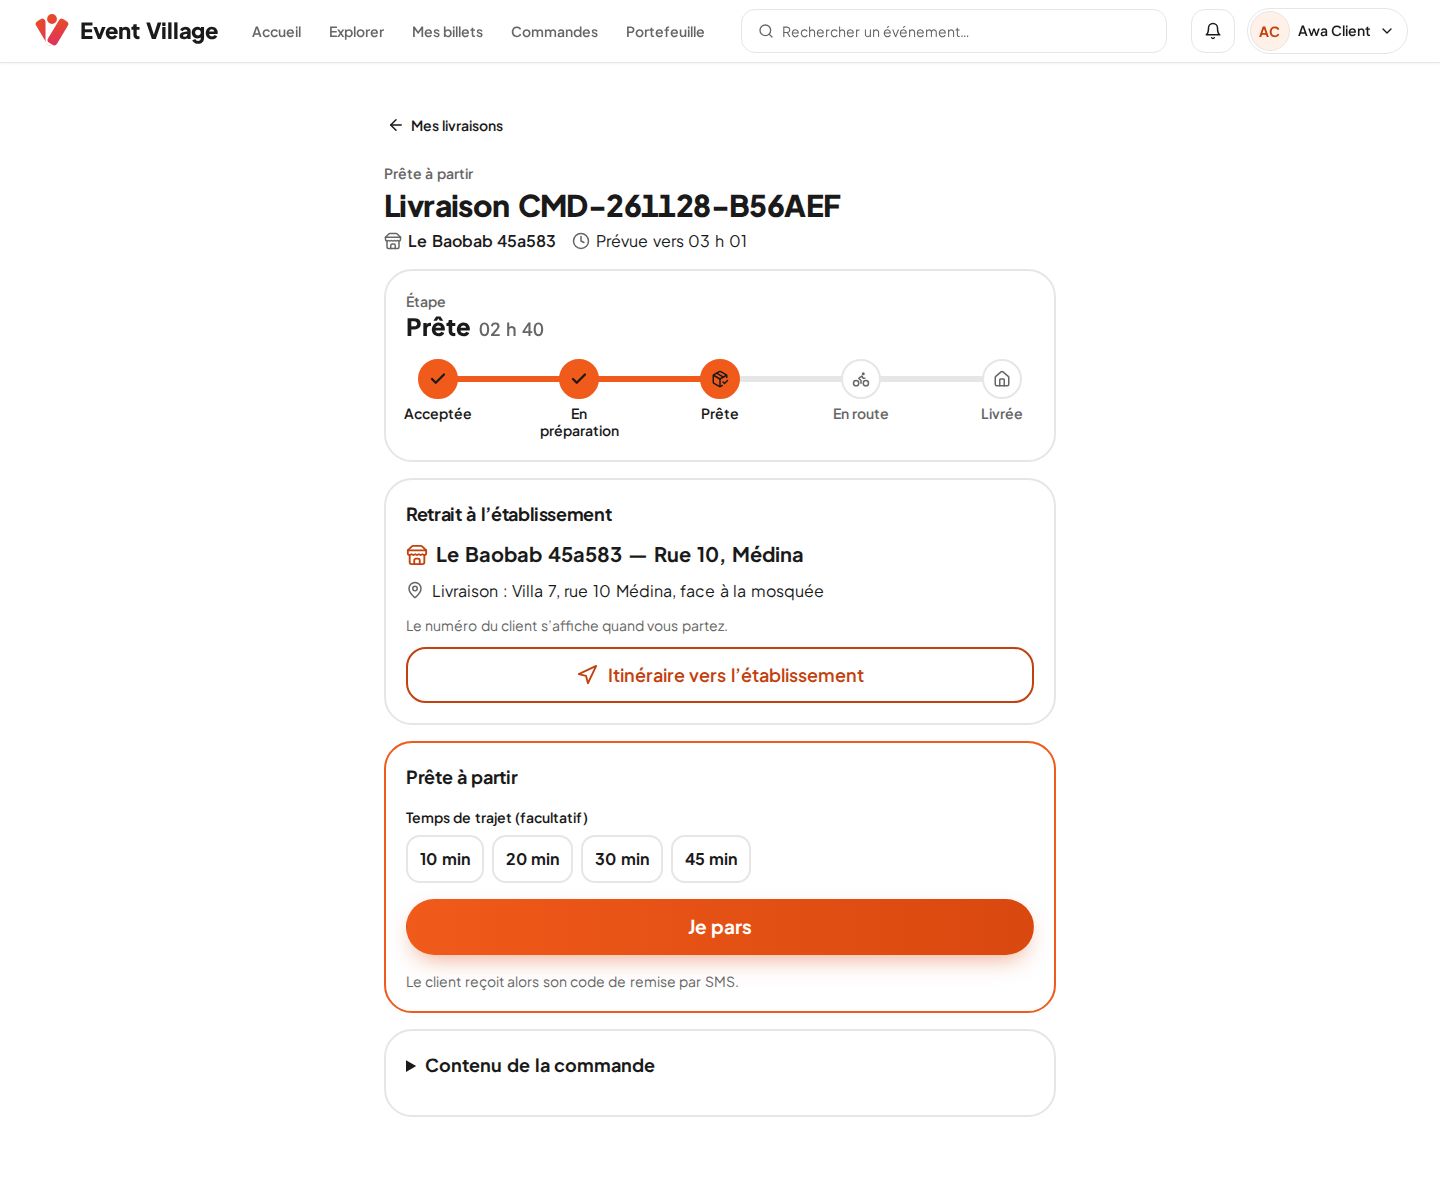 Event Village
Accueil
Explorer
Mes billets
Commandes
Portefeuille
Rechercher un événement…
AC
Awa Client
Mes livraisons
Prête à partir
Livraison CMD-261128-B56AEF
Le Baobab 45a583
Prévue vers 03 h 01
Étape
Prête 02 h 40
Acceptée
En
préparation
Prête
En route
Livrée
Retrait à l’établissement
Le Baobab 45a583 — Rue 10, Médina
Livraison : Villa 7, rue 10 Médina, face à la mosquée
Le numéro du client s’affiche quand vous partez.
Itinéraire vers l’établissement
Prête à partir
Temps de trajet (facultatif)
10 min
20 min
30 min
45 min
Je pars
Le client reçoit alors son code de remise par SMS.
Contenu de la commande